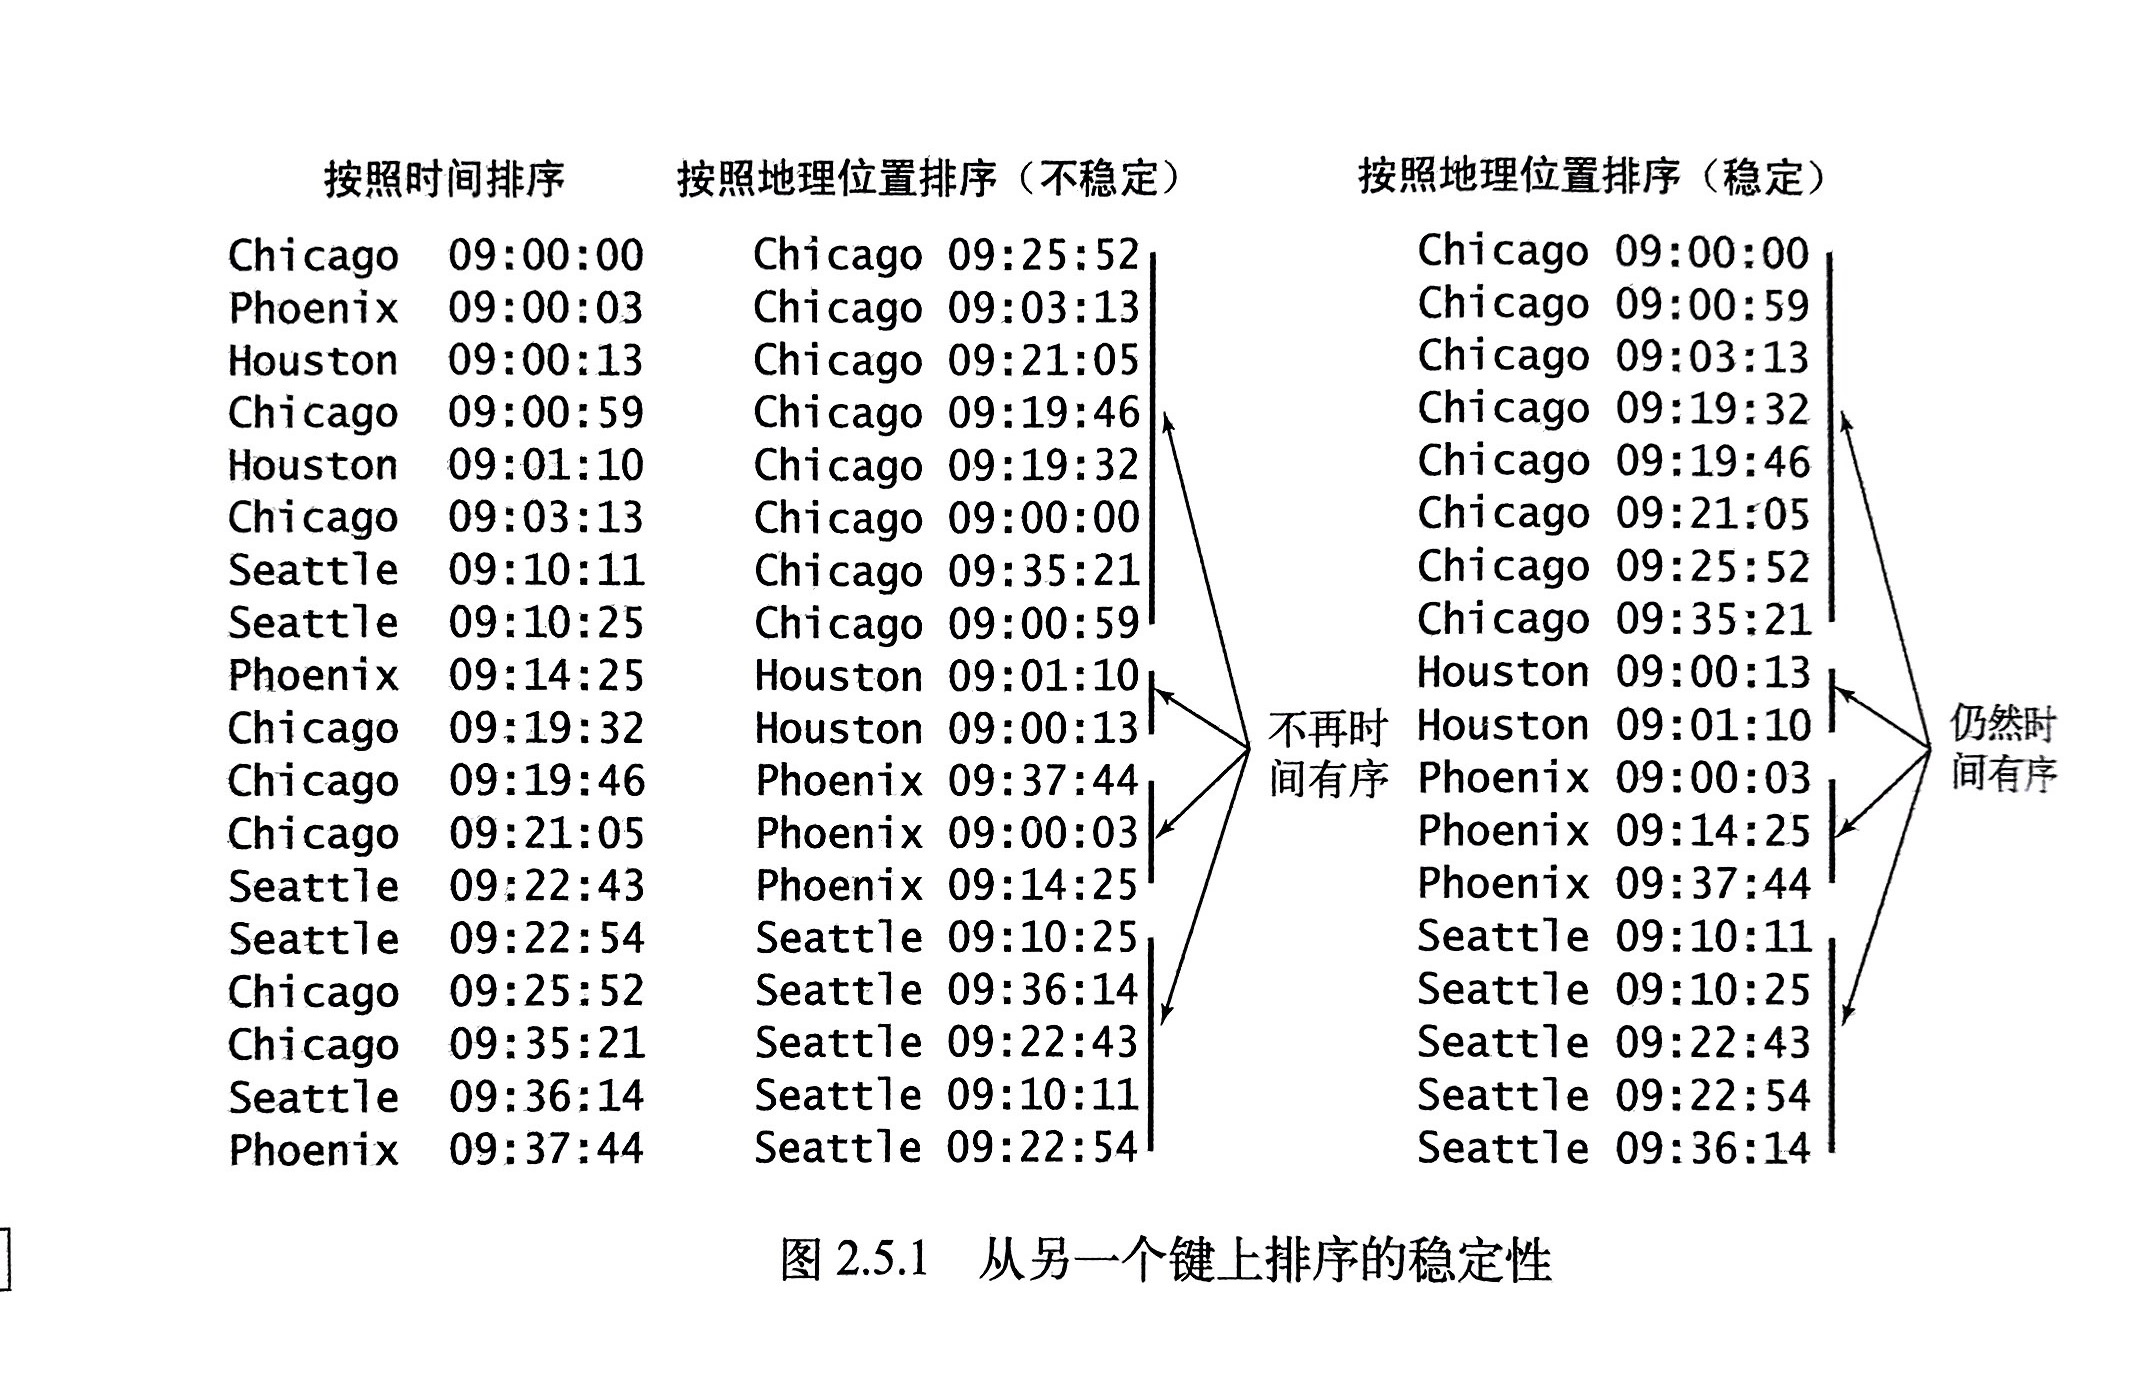 按照时间排序
Chicago 09:00:00
Phoenix 09:00:03
Houston 09:00:13
Chicago 09:00:59
Houston 09:01:10
Chicago 09:03:13
Seattle 09:10:11
Seattle 09:10:25
Phoenix 09:14:25
Chicago 09:19:32
Chicago 09:19:46
Chicago 09:21:05
Seattle 09:22:43
Seattle 09:22:54
Chicago 09:25:52
Chicago 09:35:21
Seattle 09:36:14
Phoenix 09:37:44
按照地理位置排序（不稳定）
Chicago 09:25:52
Chicago 09:03:13
Chicago 09:21:05
Chicago 09:19:46
Chicago 09:19:32
Chicago 09:00:00
Chicago 09:35:21
Chicago 09:00:59
Houston 09:01:10
Houston 09:00:13
Phoenix 09:37:44
Phoenix 09:00:03
Phoenix 09:14:25
Seattle 09:10:25
Seattle 09:36:14
Seattle 09:22:43
Seattle 09:10:11
Seattle 09:22:54
不再时
间有序
按照地理位置排序（稳定）
Chicago 09:00:00
Chicago 09:00:59
Chicago 09:03:13
Chicago 09:19:32
Chicago 09:19:46
Chicago 09:21:05
Chicago 09:25:52
Chicago 09:35:21
Houston 09:00:13
Houston 09:01:10
Phoenix 09:00:03
Phoenix 09:14:25
Phoenix 09:37:44
Seattle 09:10:11
Seattle 09:10:25
Seattle 09:22:43
Seattle 09:22:54
Seattle 09:36:14
仍然时
间有序
图 2.5.1 从另一个键上排序的稳定性